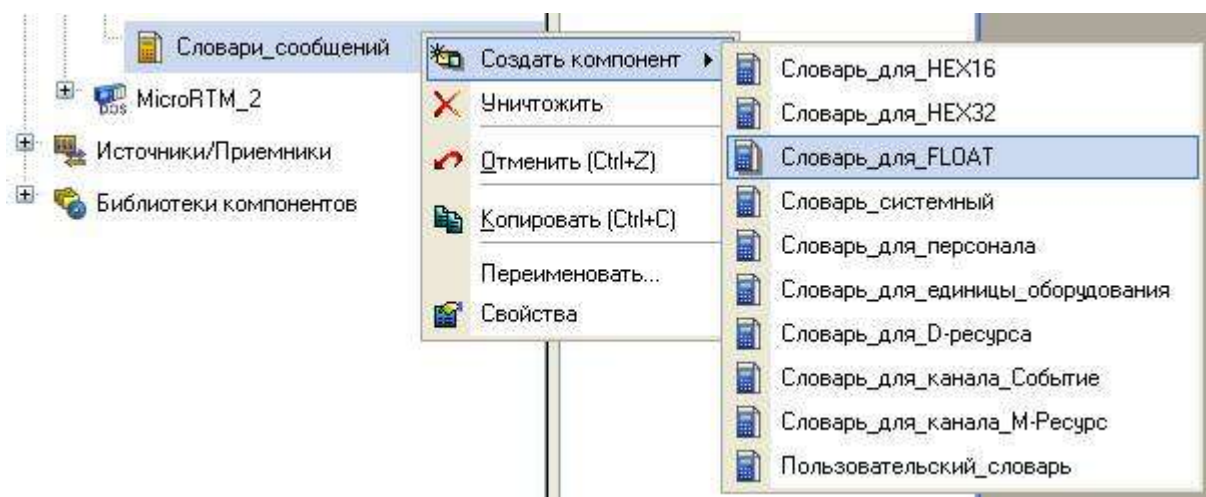 Словари_сообщений
MicroRTM_2
Источники/Приемники
Библиотеки компонентов
Создать компонент
Уничтожить
Отменить (Ctrl+Z)
Копировать (Ctrl+C)
Переименовать...
Свойства
Словарь_для_HEX16
Словарь_для_HEX32
Словарь_для_FLOAT
Словарь_системный
Словарь_для_персонала
Словарь_для_единицы_оборудования
Словарь_для_D-ресурса
Словарь_для_канала_Событие
Словарь_для_канала_М-Ресурс
Пользовательский_словарь